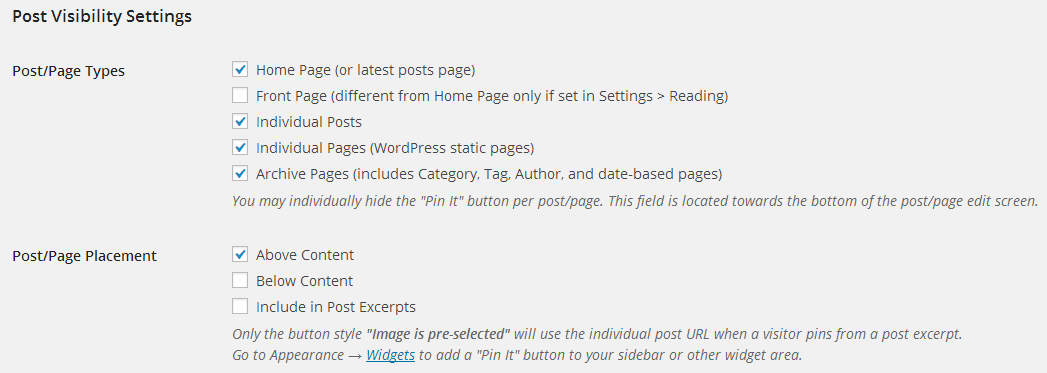 Post Visibility Settings
Post/Page Types
Home Page (or latest posts page)
Front Page (different from Home Page only if set in Settings > Reading)
Individual Posts
Individual Pages (WordPress static pages)
Archive Pages (includes Category, Tag, Author, and date-based pages)
You may individually hide the "Pin It" button per post/page. This field is located towards the bottom of the post/page edit screen.
Post/Page Placement
Above Content
Below Content
Include in Post Excerpts
Only the button style "Image is pre-selected" will use the individual post URL when a visitor pins from a post excerpt.
Go to Appearance → Widgets to add a "Pin It" button to your sidebar or other widget area.